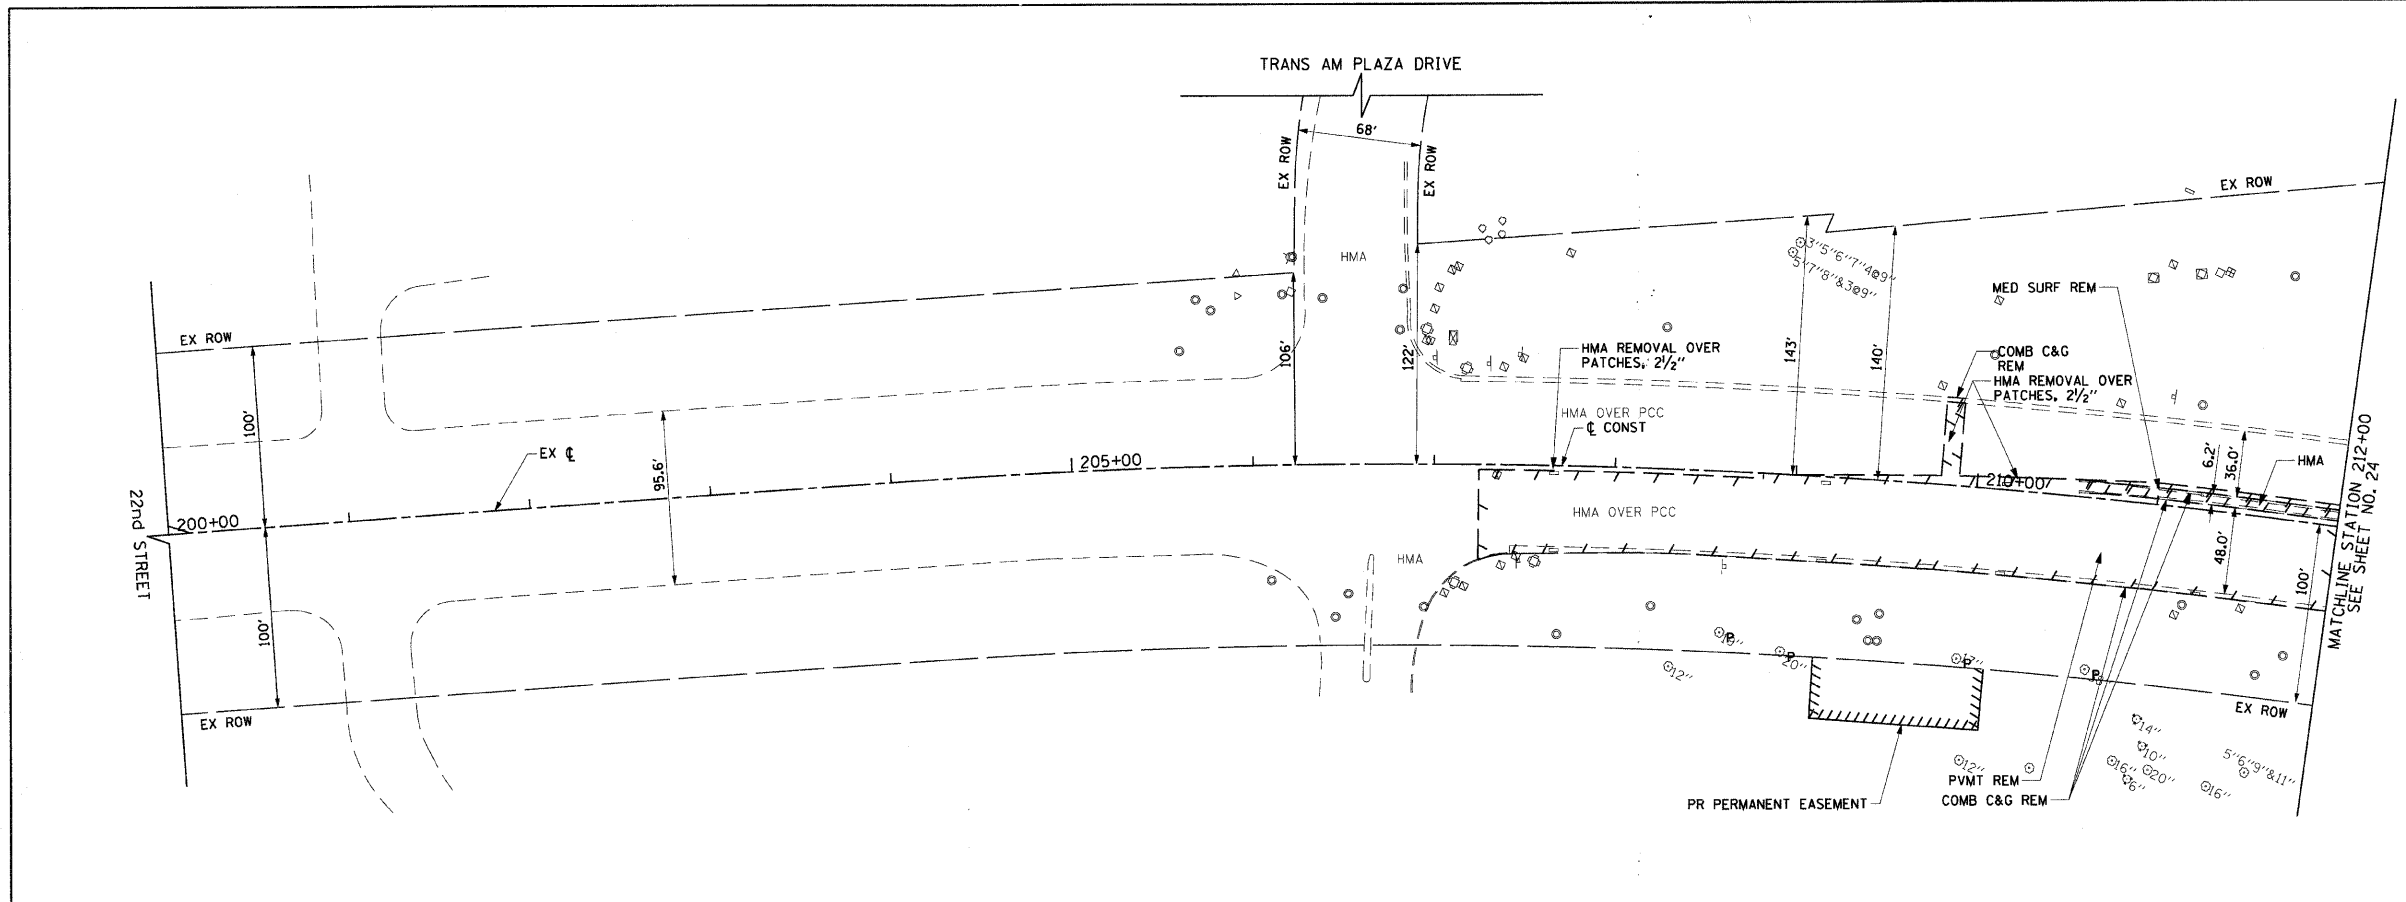 TRANS AM PLAZA DRIVE
68'
EX ROW
EX ROW
EX ROW
HMA
3"5"6"7"4@9"
5"7"8"&3@9"
MED SURF REM
EX ROW
100'
106'
122'
HMA REMOVAL OVER
PATCHES, 2½"
143'
140'
COMB C&G
REM
HMA REMOVAL OVER
PATCHES, 2½"
HMA OVER PCC
℄ CONST
EX ℄
95.6'
205+00
6.2'
36.0'
HMA
210+00
MATCHLINE STATION 212+00
SEE SHEET NO. 24
22nd STREET
200+00
HMA OVER PCC
HMA
48.0'
100'
100'
P
19"
P
20"
12"
P
17"
P
EX ROW
EX ROW
14"
10"
12"
16"
20"
6"
16"
5"6"9"&11"
PVMT REM
COMB C&G REM
PR PERMANENT EASEMENT